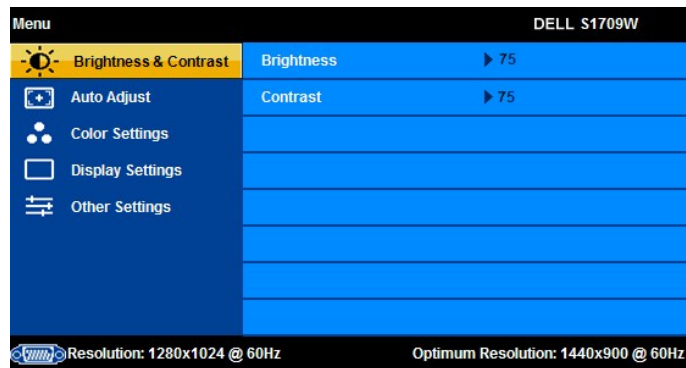 Menu DELL S1709W
Brightness & Contrast Brightness 75
Auto Adjust Contrast 75
Color Settings
Display Settings
Other Settings
Resolution: 1280x1024 @ 60Hz Optimum Resolution: 1440x900 @ 60Hz